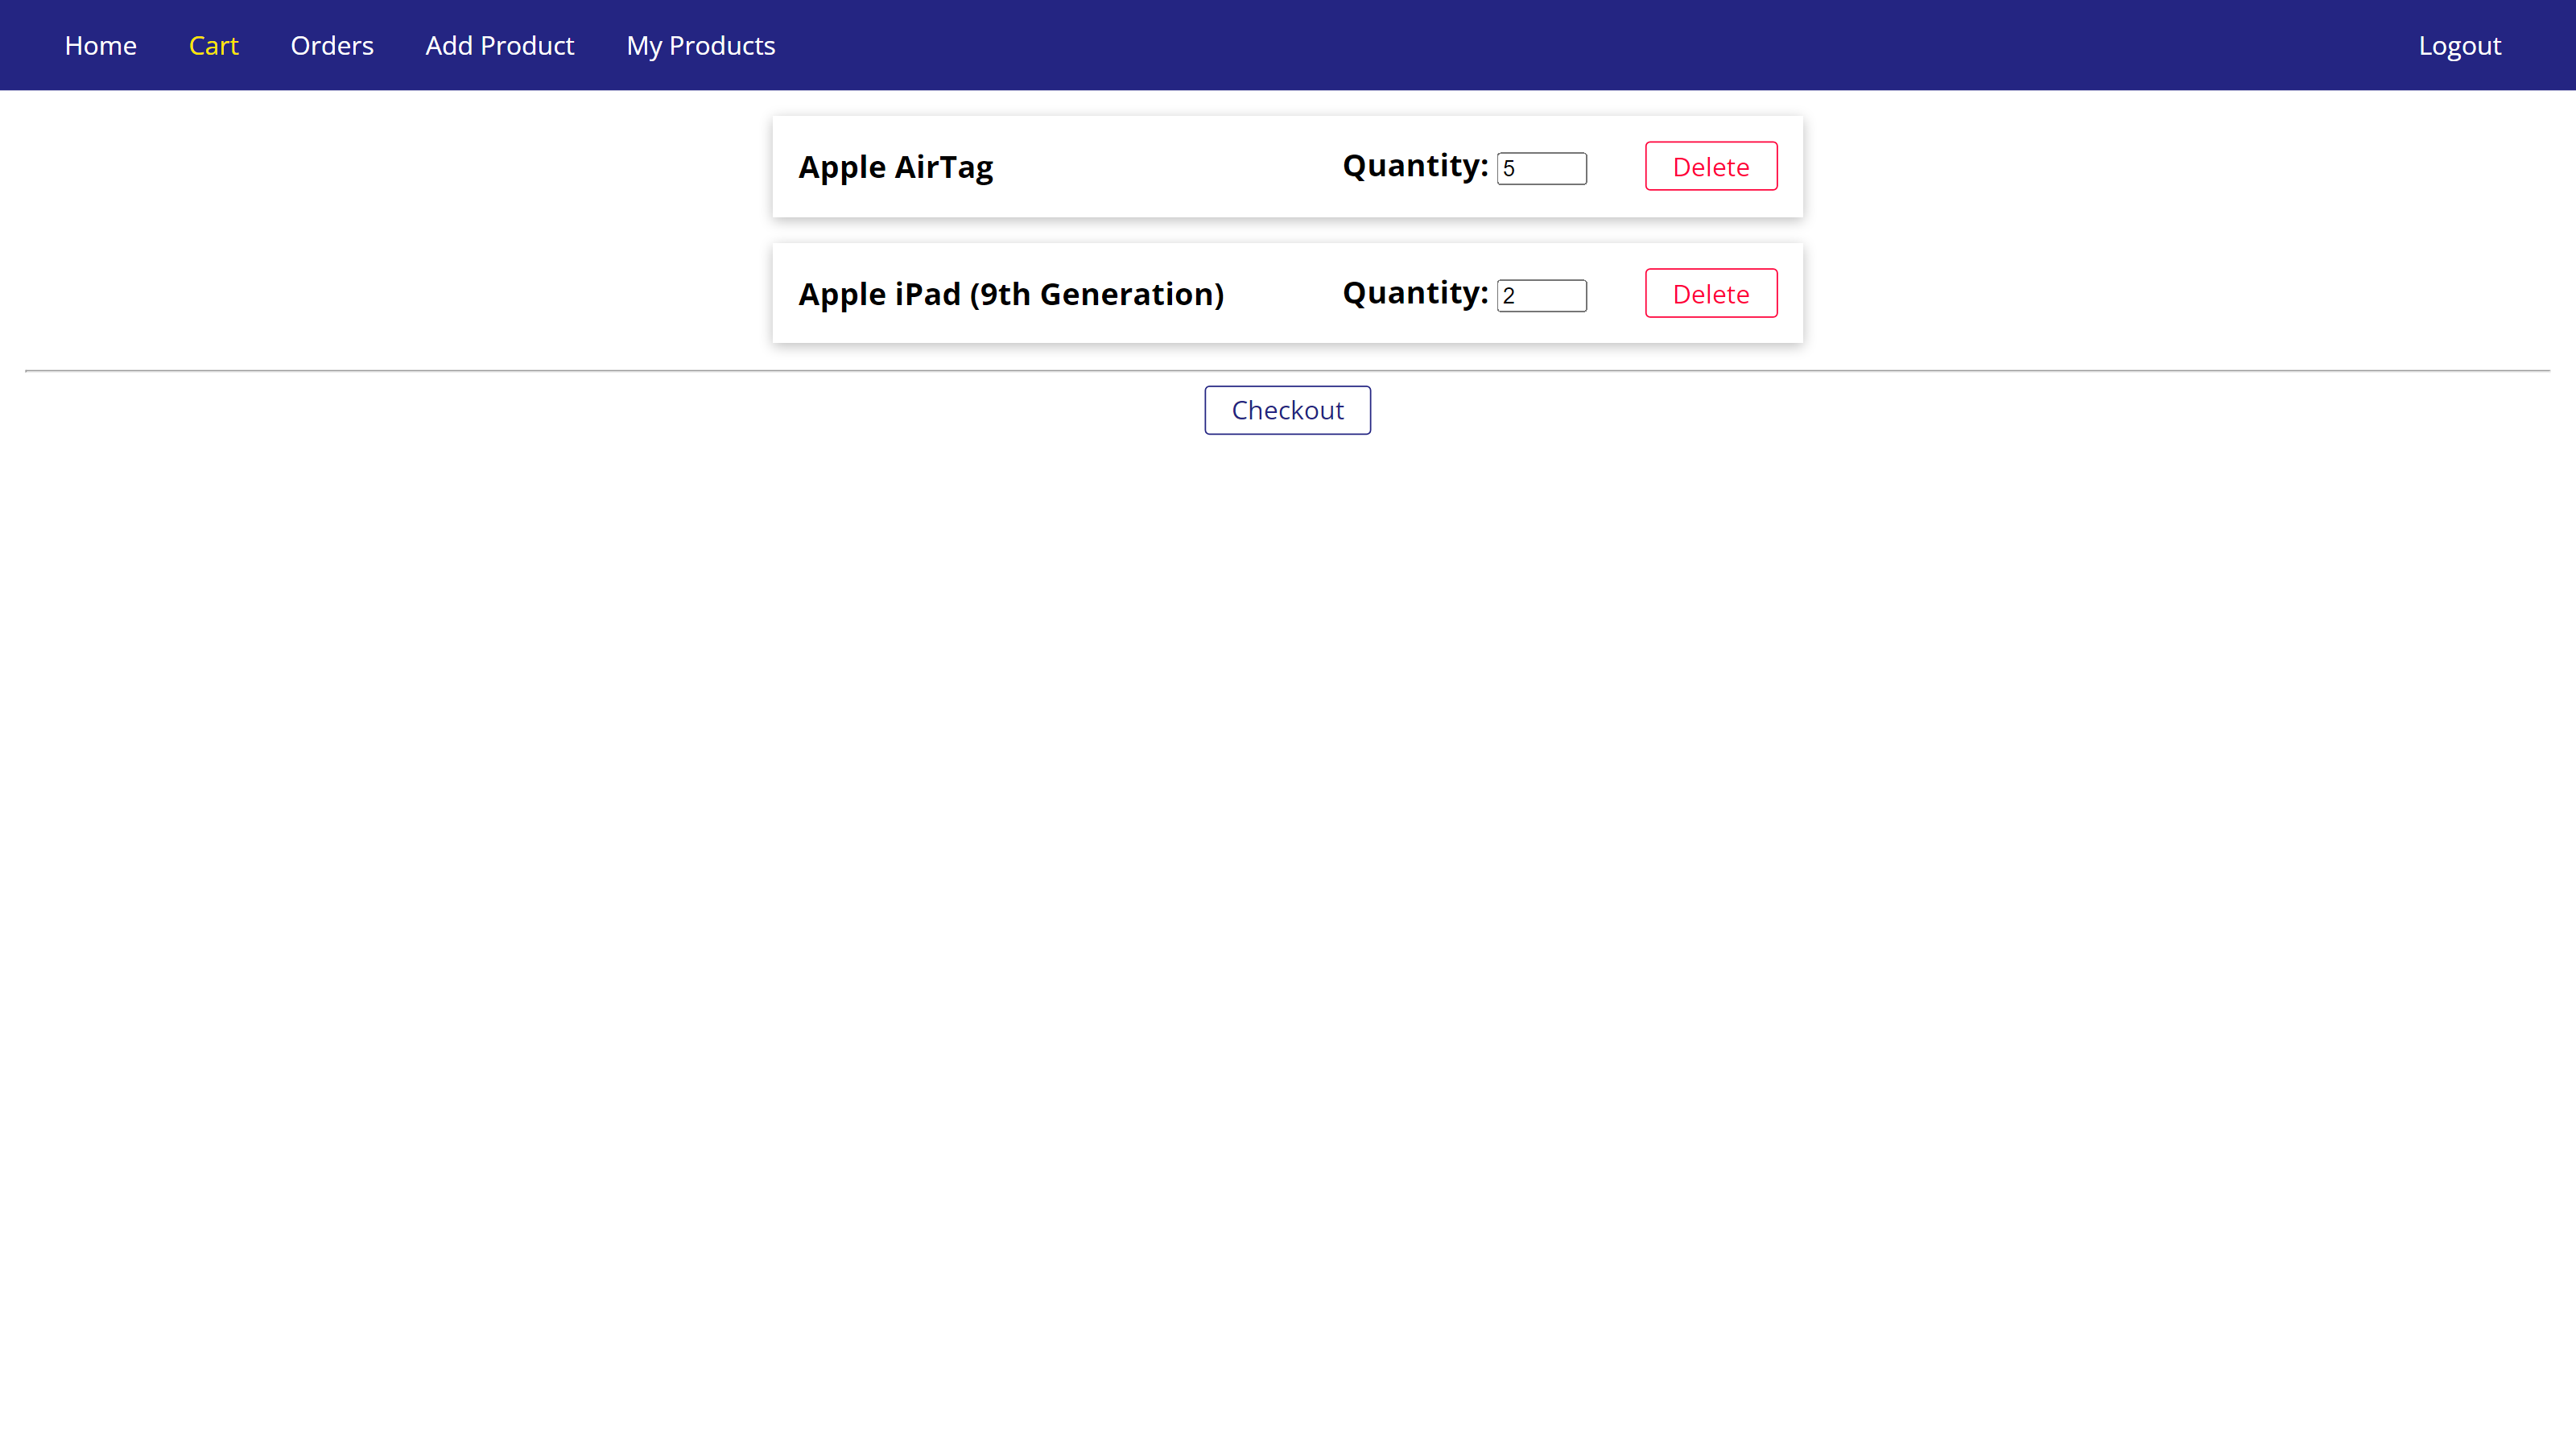 Home Cart Orders Add Product My Products Logout
Apple AirTag Quantity: 5 Delete
Apple iPad (9th Generation) Quantity: 2 Delete
Checkout